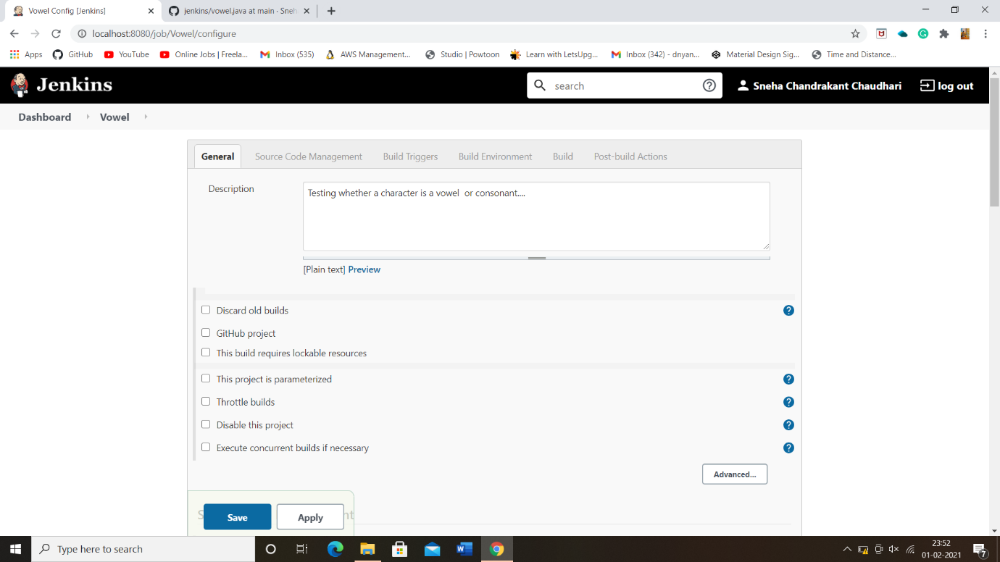 Vowel Config [Jenkins]
jenkins/vowel.java at main · Sneh
localhost:8080/job/Vowel/configure
Apps
GitHub
YouTube
Online Jobs | Freela...
Inbox (535)
AWS Management...
Studio | Powtoon
Learn with LetsUpg...
Inbox (342) - dnyan...
Material Design Sig...
Time and Distance...
Jenkins
search
Sneha Chandrakant Chaudhari
log out
Dashboard
Vowel
General
Source Code Management
Build Triggers
Build Environment
Build
Post-build Actions
Description
Testing whether a character is a vowel  or consonant....
[Plain text] Preview
Discard old builds
GitHub project
This build requires lockable resources
This project is parameterized
Throttle builds
Disable this project
Execute concurrent builds if necessary
Advanced...
Save
Apply
Type here to search
23:52
01-02-2021
7